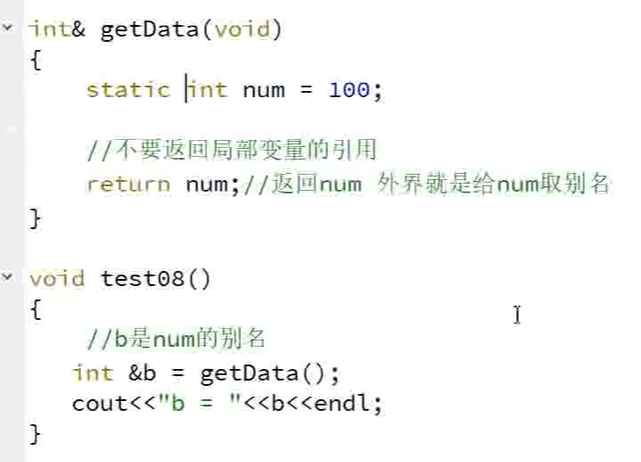 int& getData(void)
{
    static int num = 100;
    //不要返回局部变量的引用
    return num;//返回num 外界就是给num取别名
}
void test08()
{
    //b是num的别名
   int &b = getData();
   cout<<"b = "<<b<<endl;
}